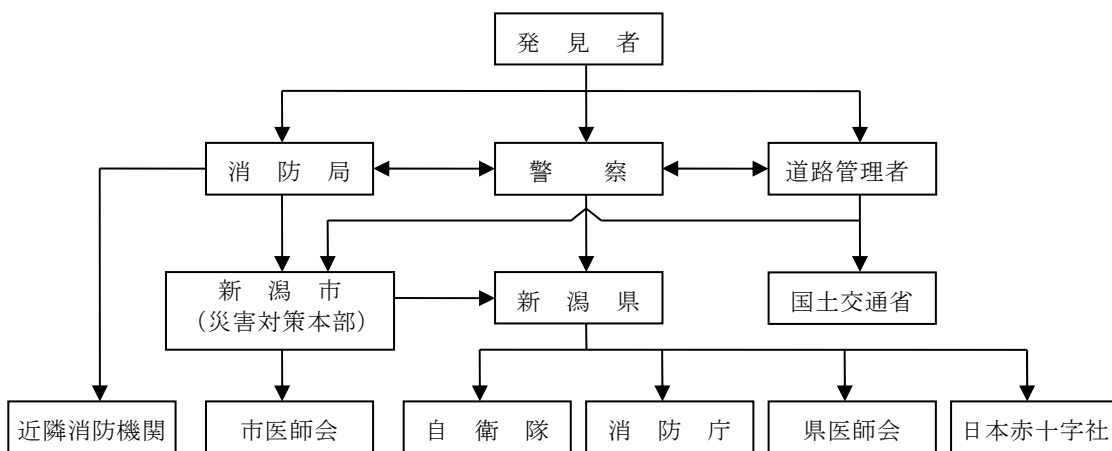 発見者
消防局
警察
道路管理者
新潟市
（災害対策本部）
新潟県
国土交通省
近隣消防機関
市医師会
自衛隊
消防庁
県医師会
日本赤十字社